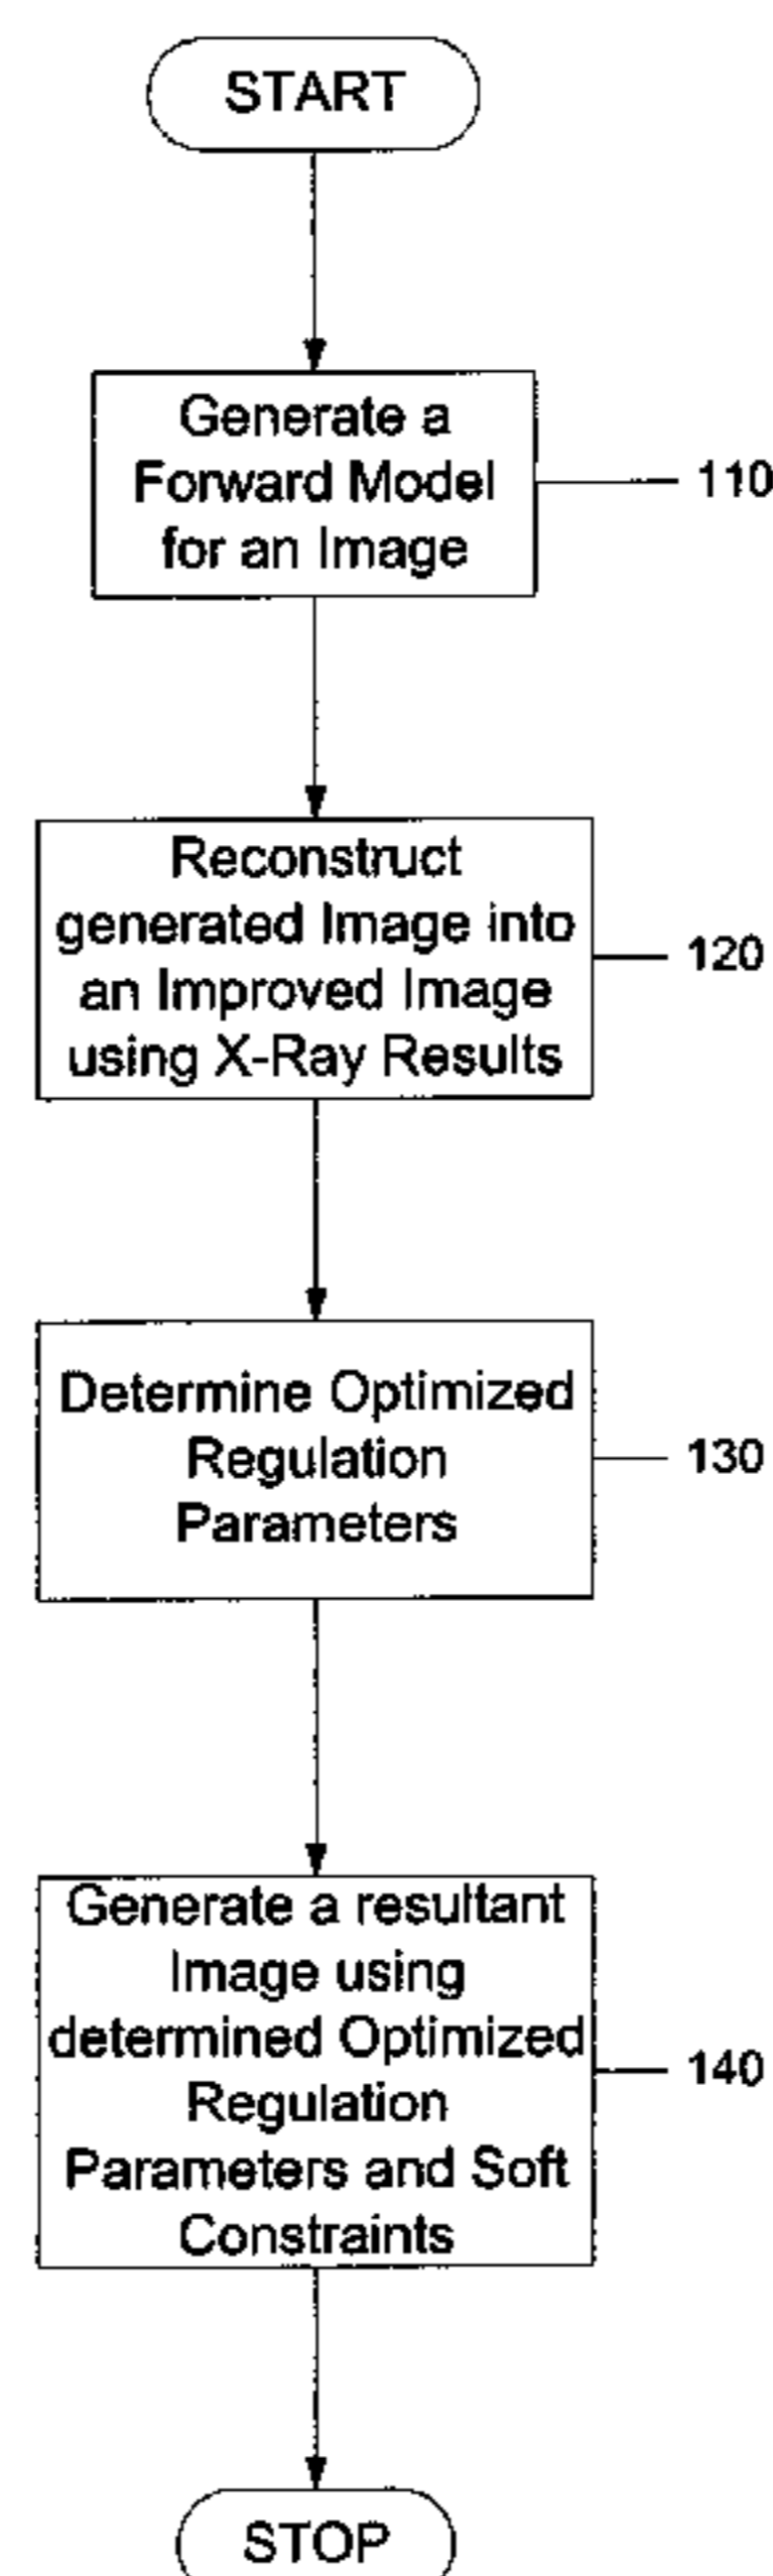 START
Generate a
Forward Model
for an Image
110
Reconstruct
generated Image into
an Improved Image
using X-Ray Results
120
Determine Optimized
Regulation
Parameters
130
Generate a resultant
Image using
determined Optimized
Regulation
Parameters and Soft
Constraints
140
STOP